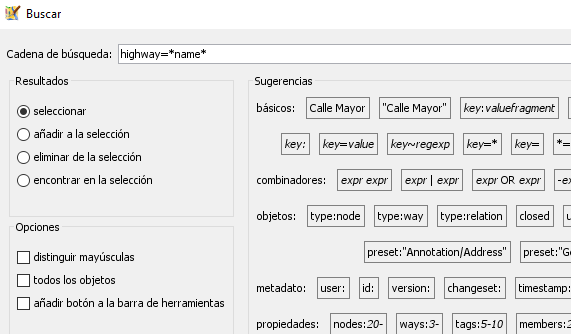 Buscar
Cadena de búsqueda: highway=*name*
Resultados
seleccionar
añadir a la selección
eliminar de la selección
encontrar en la selección
Opciones
distinguir mayúsculas
todos los objetos
añadir botón a la barra de herramientas
Sugerencias
básicos: Calle Mayor "Calle Mayor" key:valuefragment
key: key=value key~regexp key=* key= *=
combinadores: expr expr expr | expr expr OR expr -e
objetos: type:node type:way type:relation closed u
preset:"Annotation/Address" preset:"Ge
metadato: user: id: version: changeset: timestamp:
propiedades: nodes:20- ways:3- tags:5-10 members:2